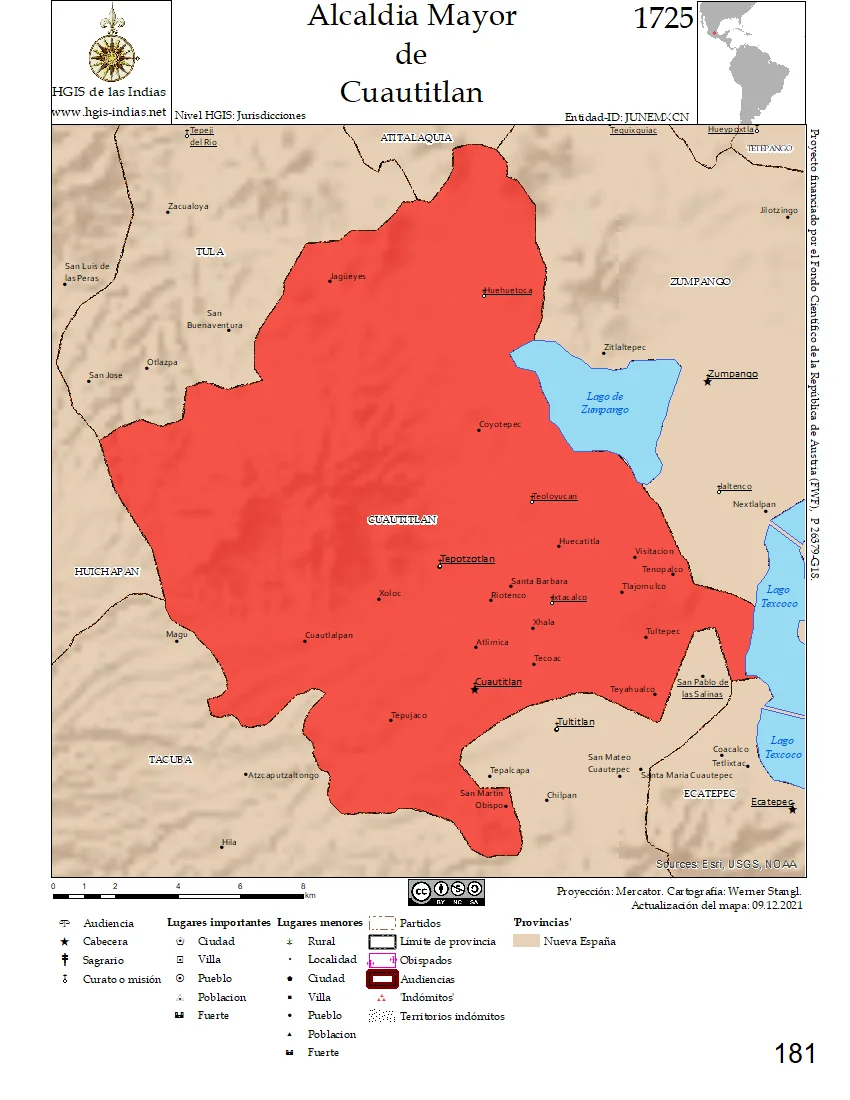 Alcaldia Mayor
de
Cuautitlan
1725
HGIS de las Indias
www.hgis-indias.net
Nivel HGIS: Jurisdicciones
Entidad-ID: JUNEMXCN
Tepeji
del Rio
ATITALAQUIA
Tequixquiac
Hueypoxtla
TETEPANGO
Zacualoya
Jilotzingo
TULA
San Luis de
las Peras
Jagüeyes
Huehuetoca
ZUMPANGO
San
Buenaventura
Otlazpa
San Jose
Zitlaltepec
Zumpango
Lago de
Zumpango
Coyotepec
Jaltenco
Teoloyucan
Nextlalpan
CUAUTITLAN
Huecatitla
Visitacion
Tepotzotlan
Tenopalco
HUICHAPAN
Santa Barbara
Tlajomulco
Lago
Texcoco
Xoloc
Riotenco
Ixtacalco
Xhala
Magu
Cuautlalpan
Tultepec
Atlimica
Tecoac
Cuautitlan
San Pablo de
las Salinas
Teyahualco
Tepujaco
Tultitlan
Lago
Texcoco
TACUBA
San Mateo
Cuautepec
Coacalco
Tetlixtac
Atzcaputzaltongo
Tepalcapa
Santa Maria Cuautepec
San Martin
Obispo
Chilpan
ECATEPEC
Ecatepec
Hila
Sources: Esri, USGS, NOAA
Proyecto financiado por el Fondo Científico de la República de Austria (FWF), P 26379-G18.
0 1 2 4 6 8
km
CC BY NC SA
Proyección: Mercator. Cartografía: Werner Stangl.
Actualización del mapa: 09.12.2021
Audiencia
Cabecera
Sagrario
Curato o misión
Lugares importantes
Ciudad
Villa
Pueblo
Poblacion
Fuerte
Lugares menores
Rural
Localidad
Ciudad
Villa
Pueblo
Poblacion
Fuerte
Partidos
Límite de provincia
Obispados
Audiencias
'Indómitos'
Territorios indómitos
'Provincias'
Nueva España
181